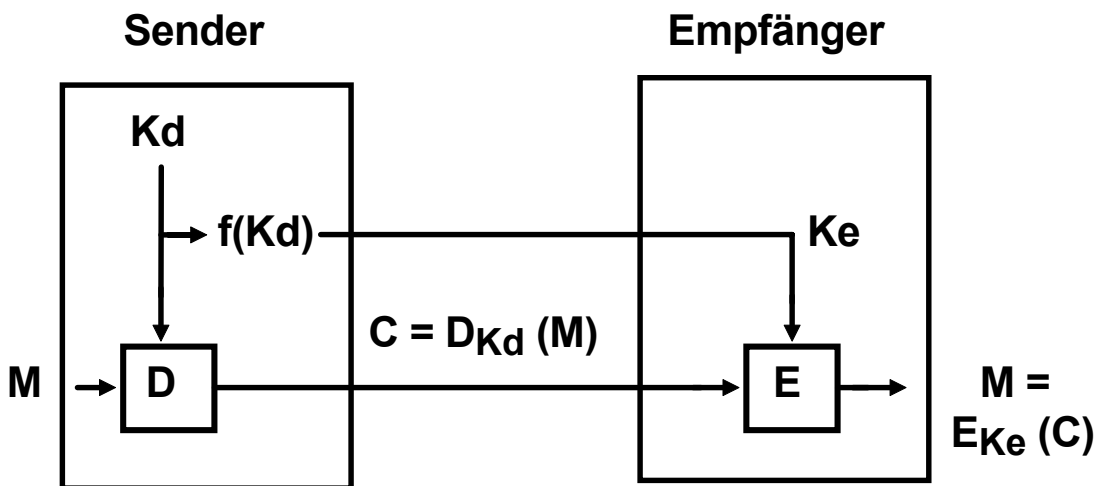 Sender
Empfänger
Kd
f(Kd)
Ke
C = DKd (M)
M
D
E
M =
EKe (C)